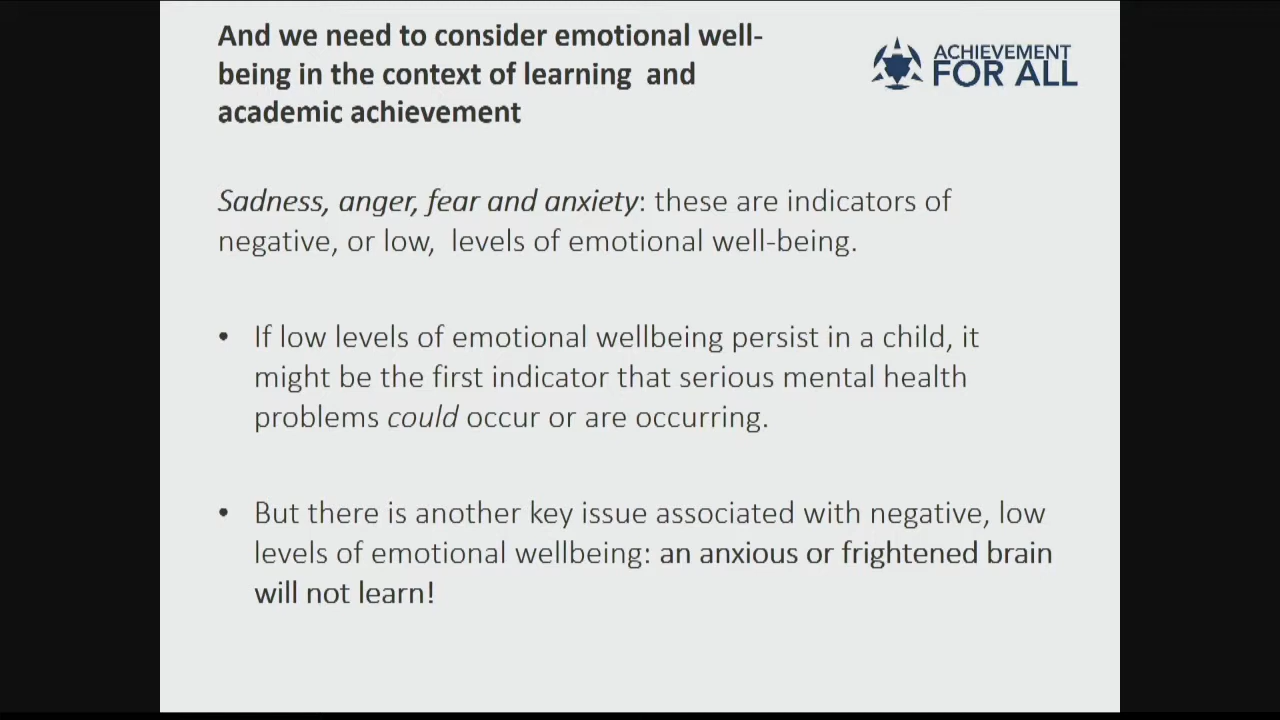 And we need to consider emotional well-
being in the context of learning  and
academic achievement
ACHIEVEMENT
FOR ALL
Sadness, anger, fear and anxiety: these are indicators of
negative, or low,  levels of emotional well-being.
• If low levels of emotional wellbeing persist in a child, it
might be the first indicator that serious mental health
problems could occur or are occurring.
• But there is another key issue associated with negative, low
levels of emotional wellbeing: an anxious or frightened brain
will not learn!